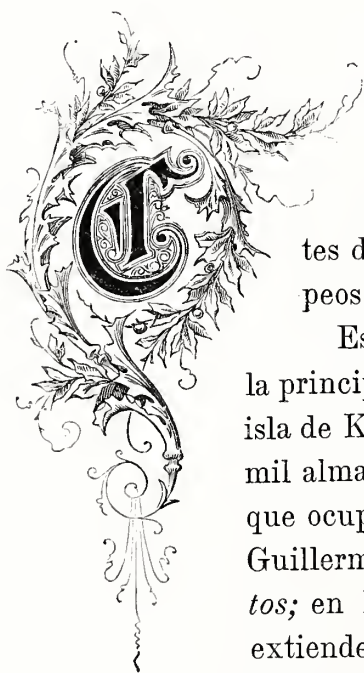 C
tes d
peos
Es
la princip
isla de K
mil alma
que ocup
Guillerm
tos; en
extiende